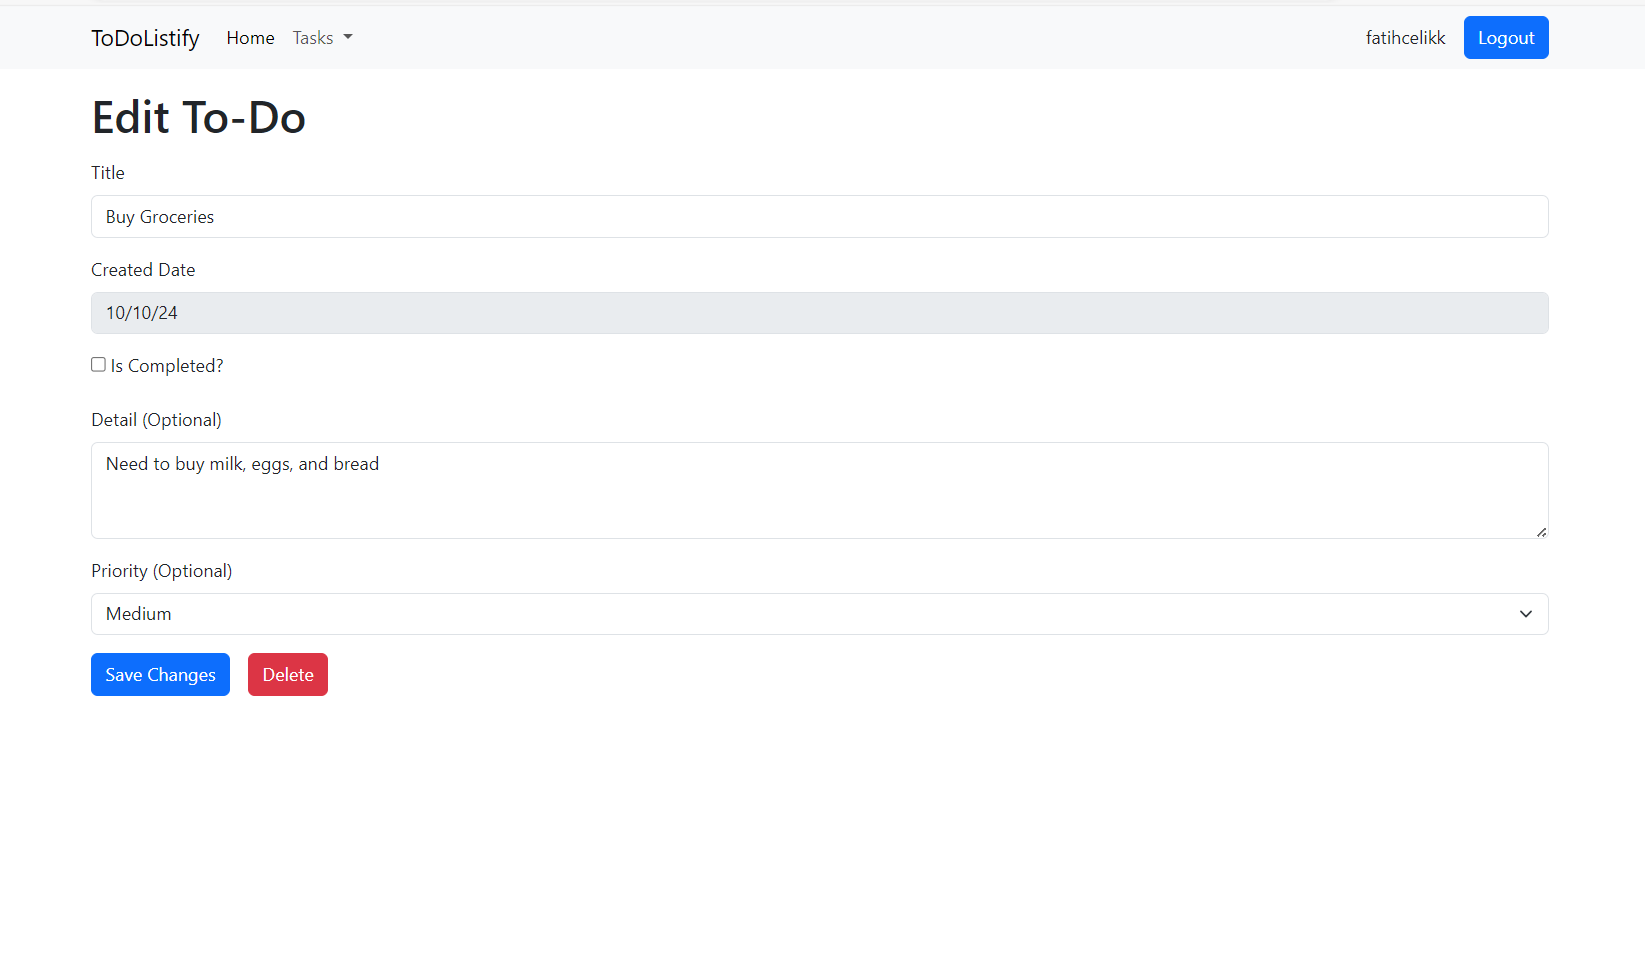 ToDoListify Home Tasks fatihcelikk Logout
Edit To-Do
Title
Buy Groceries
Created Date
10/10/24
Is Completed?
Detail (Optional)
Need to buy milk, eggs, and bread
Priority (Optional)
Medium
Save Changes Delete